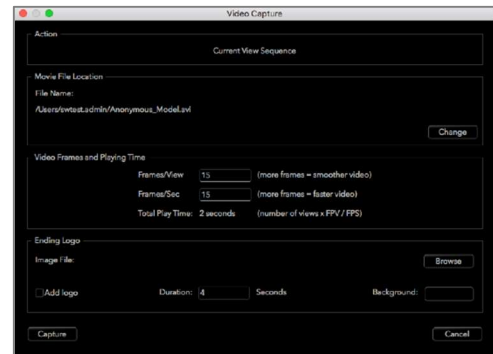 Video Capture
Action
Current View Sequence
Movie File Location
File Name:
/Users/swtest.admin/Anonymous_Model.avi
Change
Video Frames and Playing Time
Frames/View 15 (more frames = smoother video)
Frames/Sec 15 (more frames = faster video)
Total Play Time: 2 seconds (number of views x FPV / FPS)
Ending Logo
Image File:
Browse
Add logo Duration: 4 Seconds Background:
Capture Cancel